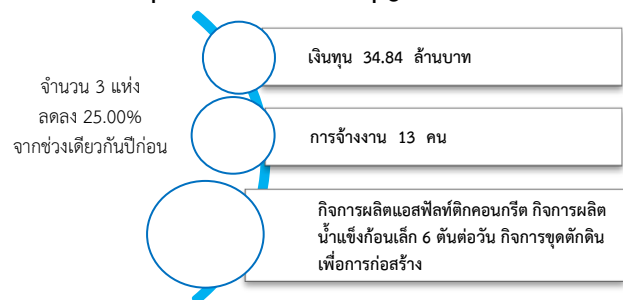 เงินทุน 34.84 ล้านบาท
จำนวน 3 แห่ง
ลดลง 25.00%
จากช่วงเดียวกันปีก่อน
การจ้างงาน 13 คน
กิจการผลิตแอสฟัลท์ติกคอนกรีต กิจการผลิต
น้ำแข็งก้อนเล็ก 6 ตันต่อวัน กิจการขุดตักดิน
เพื่อการก่อสร้าง